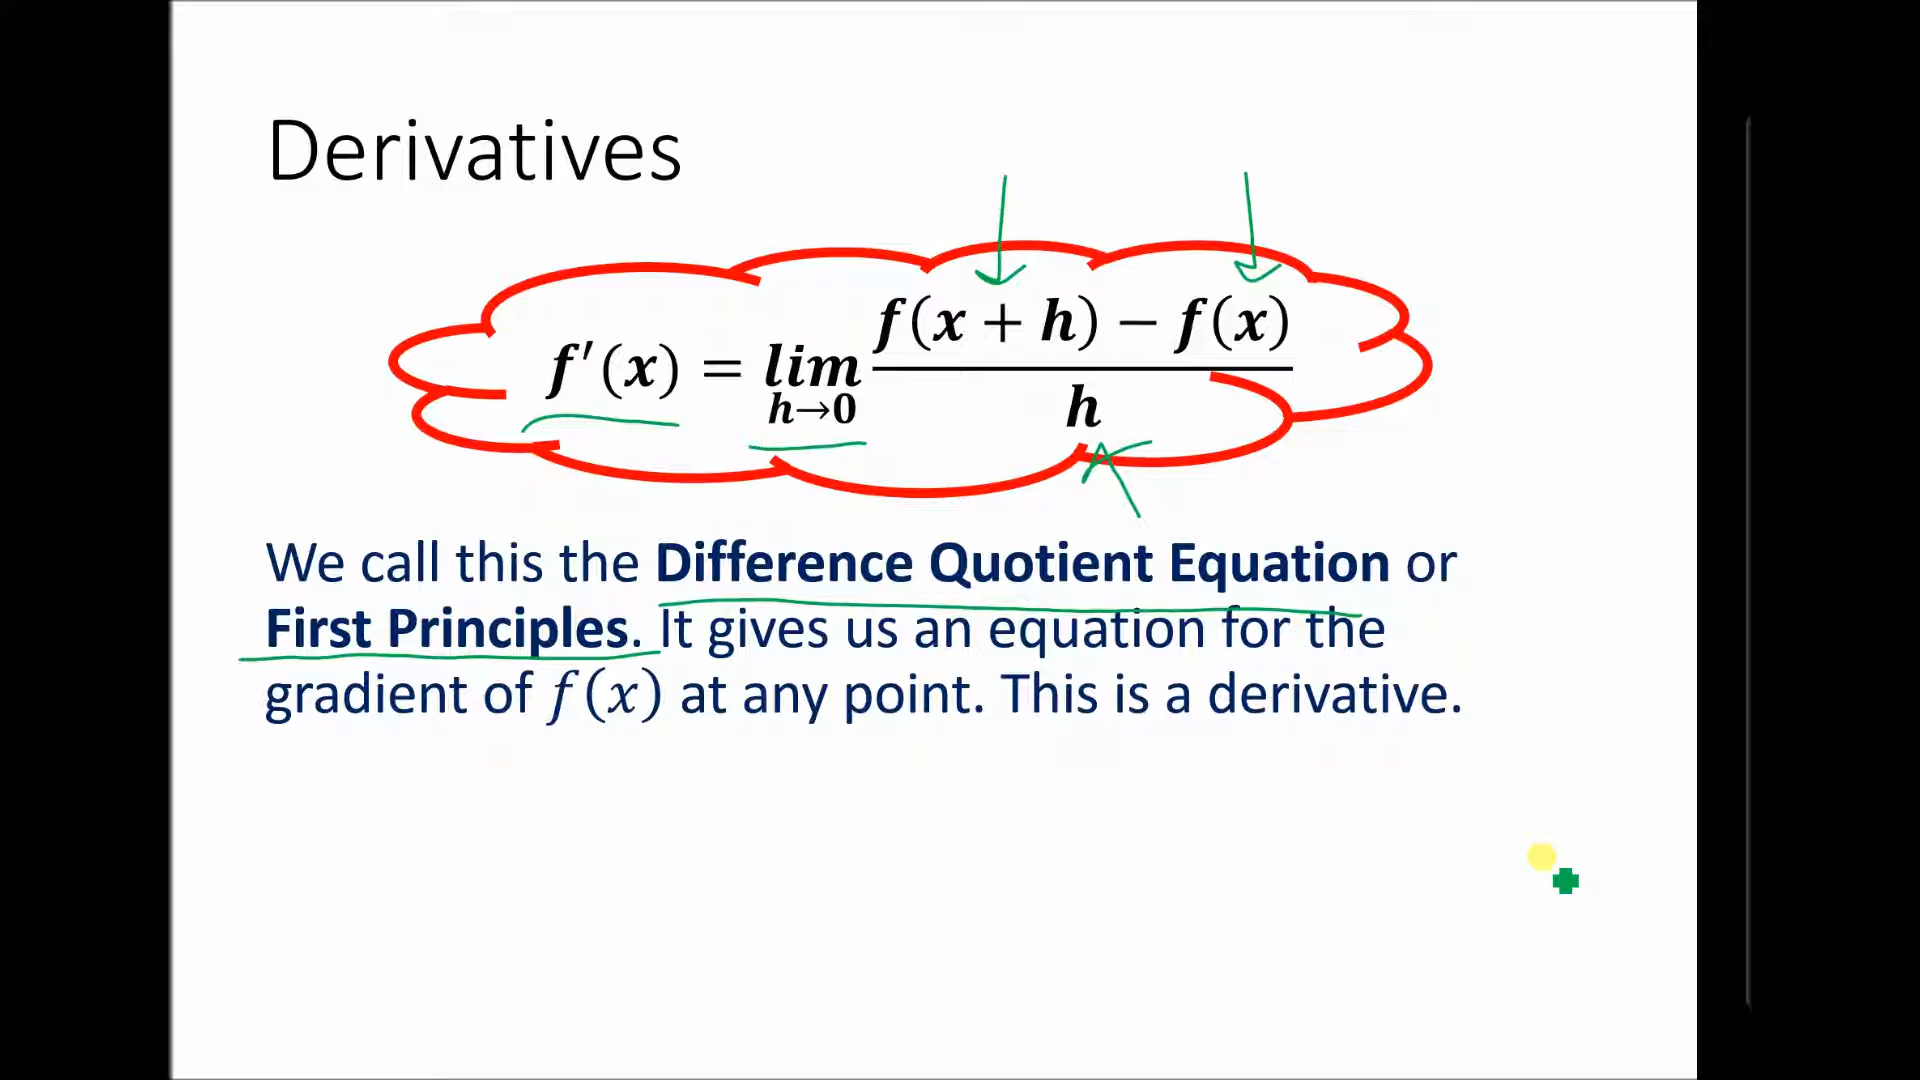 Derivatives
f′(x) = lim h→0 f(x + h) − f(x) / h
We call this the Difference Quotient Equation or
First Principles. It gives us an equation for the
gradient of f(x) at any point. This is a derivative.